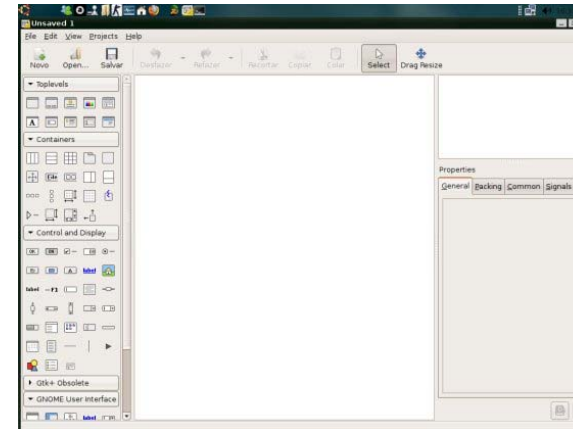 Unsaved 1
File Edit View Projects Help
Novo Open... Salvar Desfazer Refazer Recortar Copiar Colar Select Drag Resize
Toplevels
Containers
Properties
General Packing Common Signals
Control and Display
label
label
Gtk+ Obsolete
GNOME User Interface
label